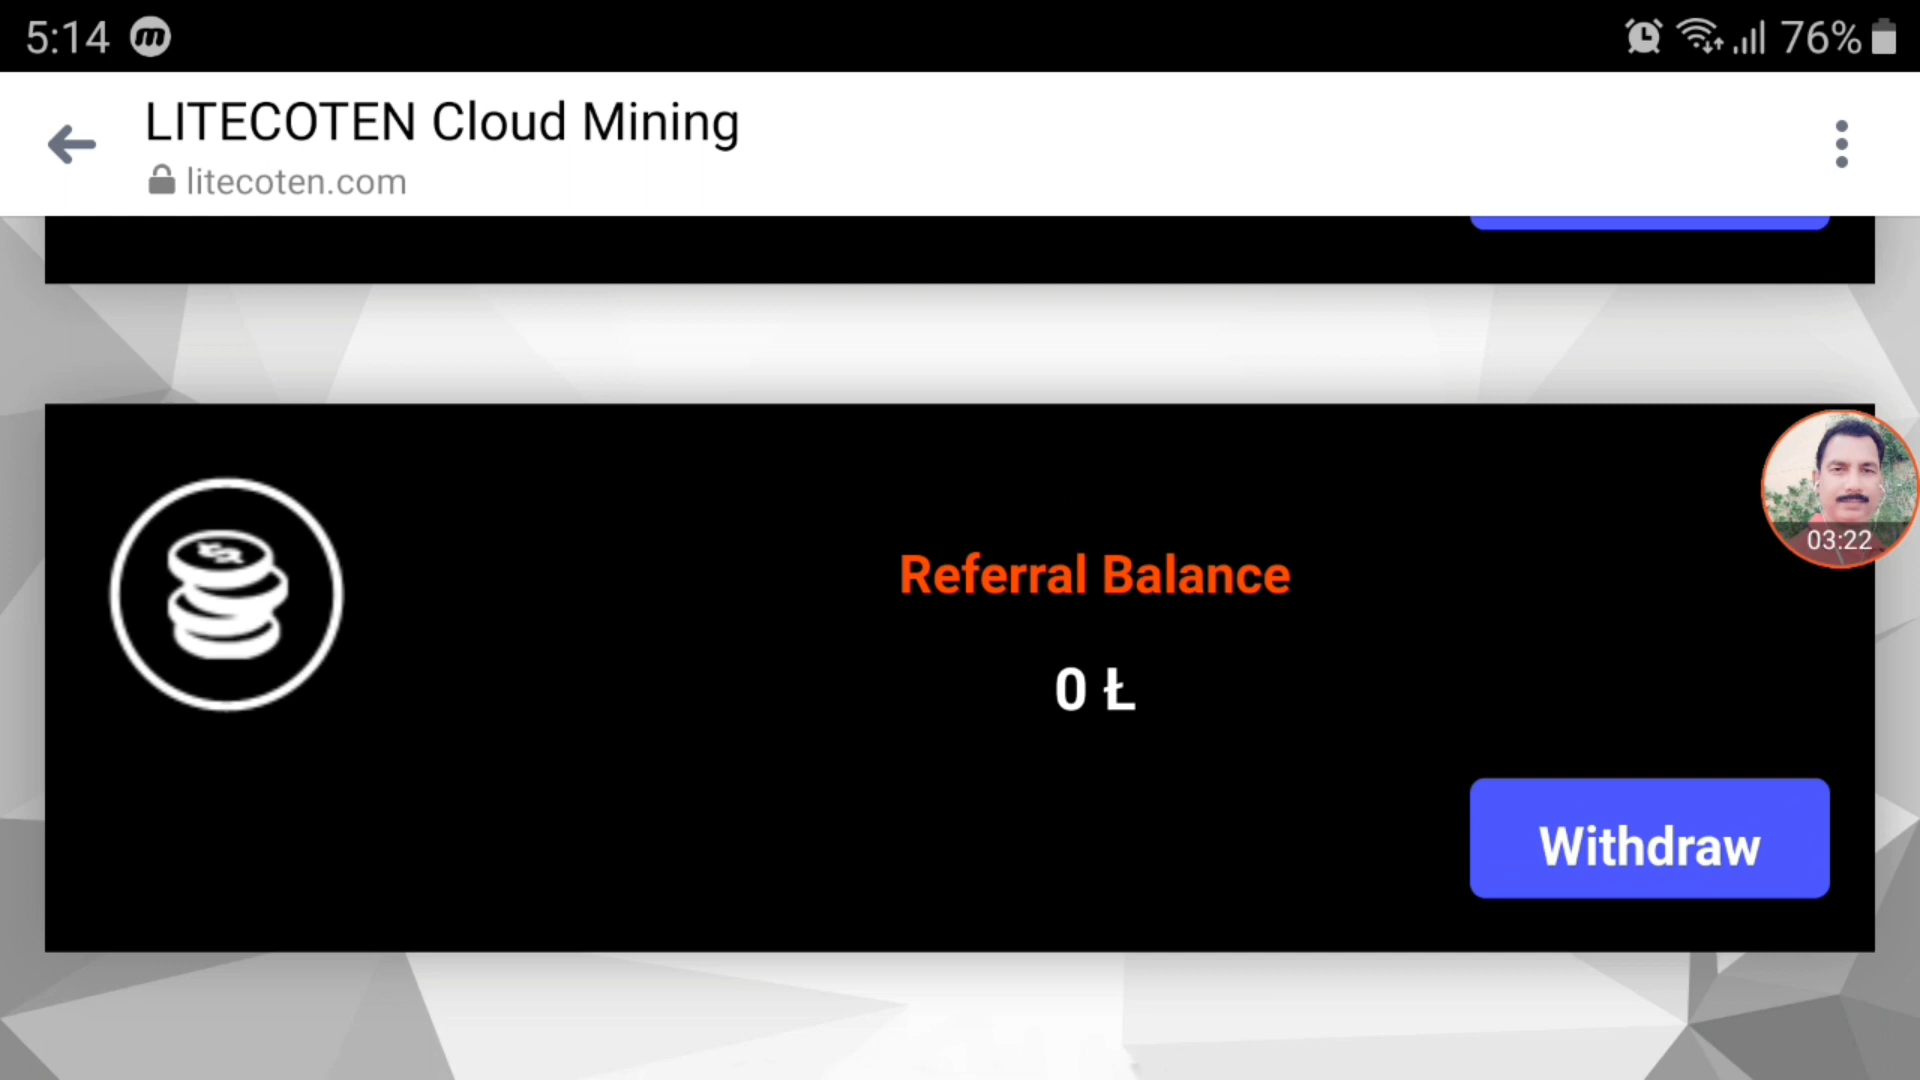 5:14
76%
LITECOTEN Cloud Mining
litecoten.com
03:22
Referral Balance
0 Ł
Withdraw